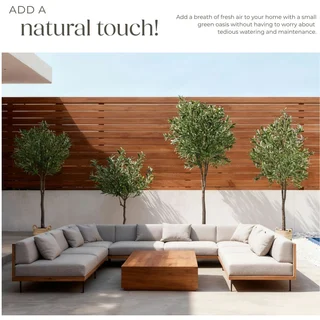 ADD A
natural touch!
Add a breath of fresh air to your home with a small
green oasis without having to worry about
tedious watering and maintenance.